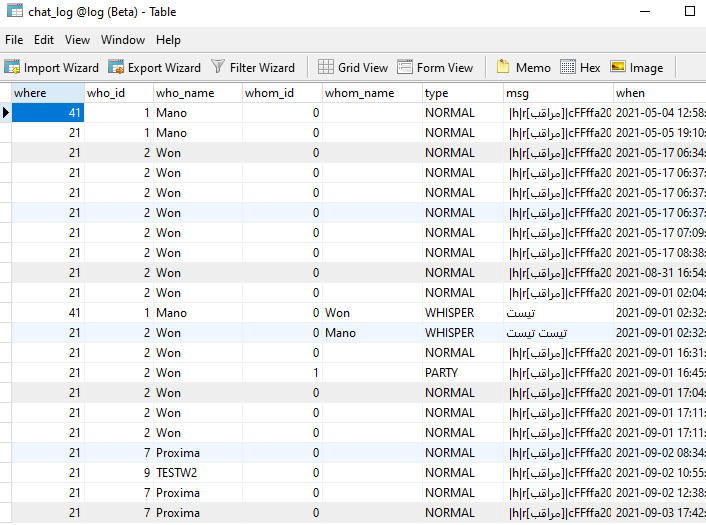 chat_log @log (Beta) - Table
File Edit View Window Help
Import Wizard Export Wizard Filter Wizard Grid View Form View Memo Hex Image
where who_id who_name whom_id whom_name type msg when
41 1 Mano 0 NORMAL |h|r[مراقب]|cFFffa20 2021-05-04 12:58:
21 1 Mano 0 NORMAL |h|r[مراقب]|cFFffa20 2021-05-05 19:10:
21 2 Won 0 NORMAL |h|r[مراقب]|cFFffa20 2021-05-17 06:34:
21 2 Won 0 NORMAL |h|r[مراقب]|cFFffa20 2021-05-17 06:37:
21 2 Won 0 NORMAL |h|r[مراقب]|cFFffa20 2021-05-17 06:37:
21 2 Won 0 NORMAL |h|r[مراقب]|cFFffa20 2021-05-17 06:37:
21 2 Won 0 NORMAL |h|r[مراقب]|cFFffa20 2021-05-17 07:09:
21 2 Won 0 NORMAL |h|r[مراقب]|cFFffa20 2021-05-17 08:38:
21 2 Won 0 NORMAL |h|r[مراقب]|cFFffa20 2021-08-31 16:54:
21 2 Won 0 NORMAL |h|r[مراقب]|cFFffa20 2021-09-01 02:04:
41 1 Mano 0 Won WHISPER تيست 2021-09-01 02:32:
21 2 Won 0 Mano WHISPER تيست تيست 2021-09-01 02:32:
21 2 Won 0 NORMAL |h|r[مراقب]|cFFffa20 2021-09-01 16:31:
21 2 Won 1 PARTY |h|r[مراقب]|cFFffa20 2021-09-01 16:45:
21 2 Won 0 NORMAL |h|r[مراقب]|cFFffa20 2021-09-01 17:04:
21 2 Won 0 NORMAL |h|r[مراقب]|cFFffa20 2021-09-01 17:11:
21 2 Won 0 NORMAL |h|r[مراقب]|cFFffa20 2021-09-01 17:11:
21 7 Proxima 0 NORMAL |h|r[مراقب]|cFFffa20 2021-09-02 08:34:
21 9 TESTW2 0 NORMAL |h|r[مراقب]|cFFffa20 2021-09-02 10:55:
21 7 Proxima 0 NORMAL |h|r[مراقب]|cFFffa20 2021-09-02 12:38:
21 7 Proxima 0 NORMAL |h|r[مراقب]|cFFffa20 2021-09-03 17:42: